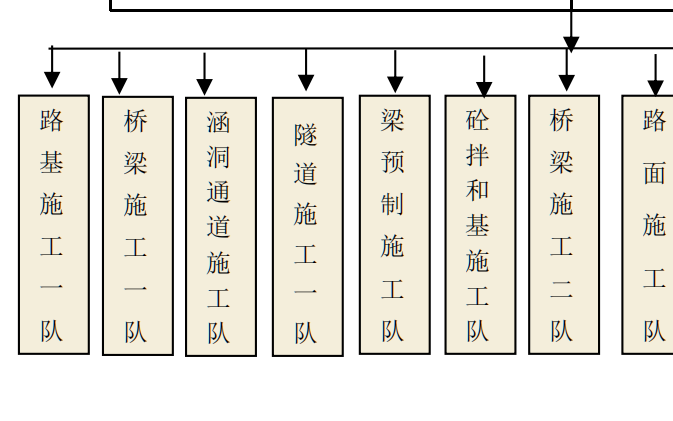 路基施工一队
桥梁施工一队
涵洞通道施工队
隧道施工一队
梁预制施工队
砼拌和基施工队
桥梁施工二队
路面施工队